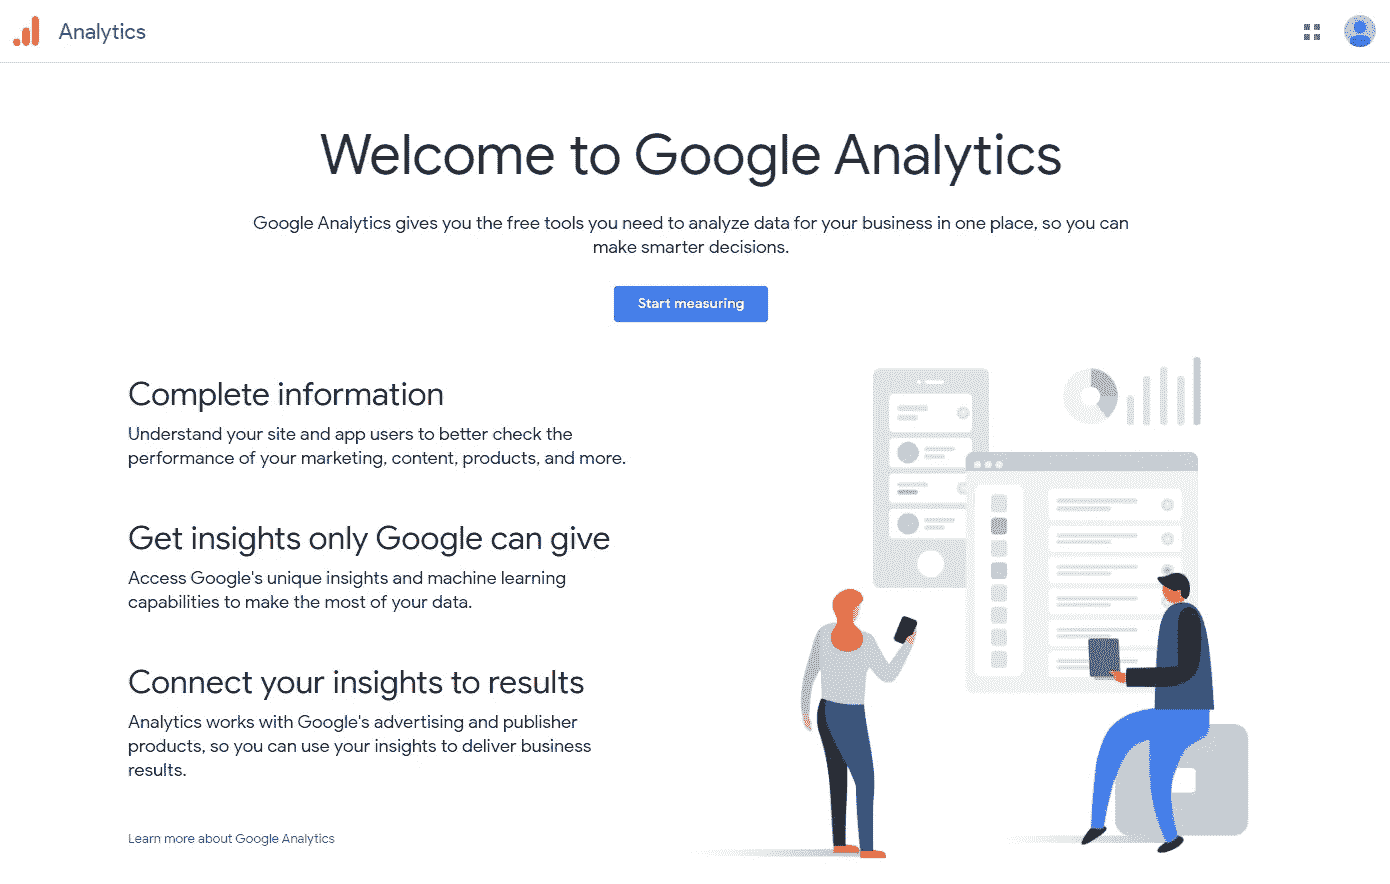 Analytics
Welcome to Google Analytics
Google Analytics gives you the free tools you need to analyze data for your business in one place, so you can
make smarter decisions.
Start measuring
Complete information
Understand your site and app users to better check the
performance of your marketing, content, products, and more.
Get insights only Google can give
Access Google's unique insights and machine learning
capabilities to make the most of your data.
Connect your insights to results
Analytics works with Google's advertising and publisher
products, so you can use your insights to deliver business
results.
Learn more about Google Analytics